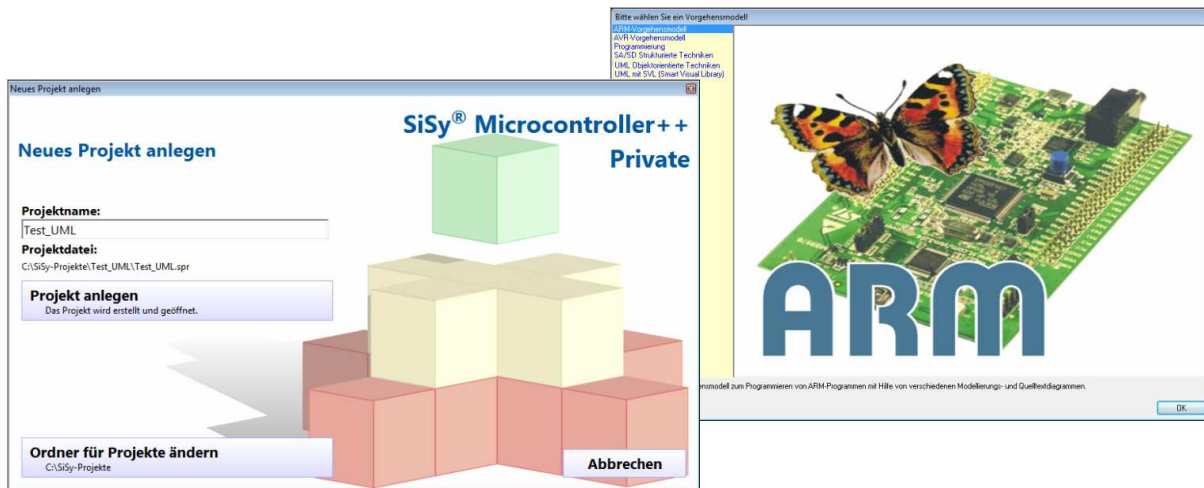 Neues Projekt anlegen
SiSy® Microcontroller++
Private
Neues Projekt anlegen
Projektname:
Test_UML
Projektdatei:
C:\SiSy-Projekte\Test_UML\Test_UML.spr
Projekt anlegen
Das Projekt wird erstellt und geöffnet.
Ordner für Projekte ändern
C:\SiSy-Projekte
Abbrechen
Bitte wählen Sie ein Vorgehensmodell
ARM-Vorgehensmodell
AVR-Vorgehensmodell
Programmierung
SA/SD Strukturierte Techniken
UML Objektorientierte Techniken
UML mit SVL (Smart Visual Library)
ARM
ensmodell zum Programmieren von ARM-Programmen mit Hilfe von verschiedenen Modellierungs- und Quelltextdiagrammen.
OK